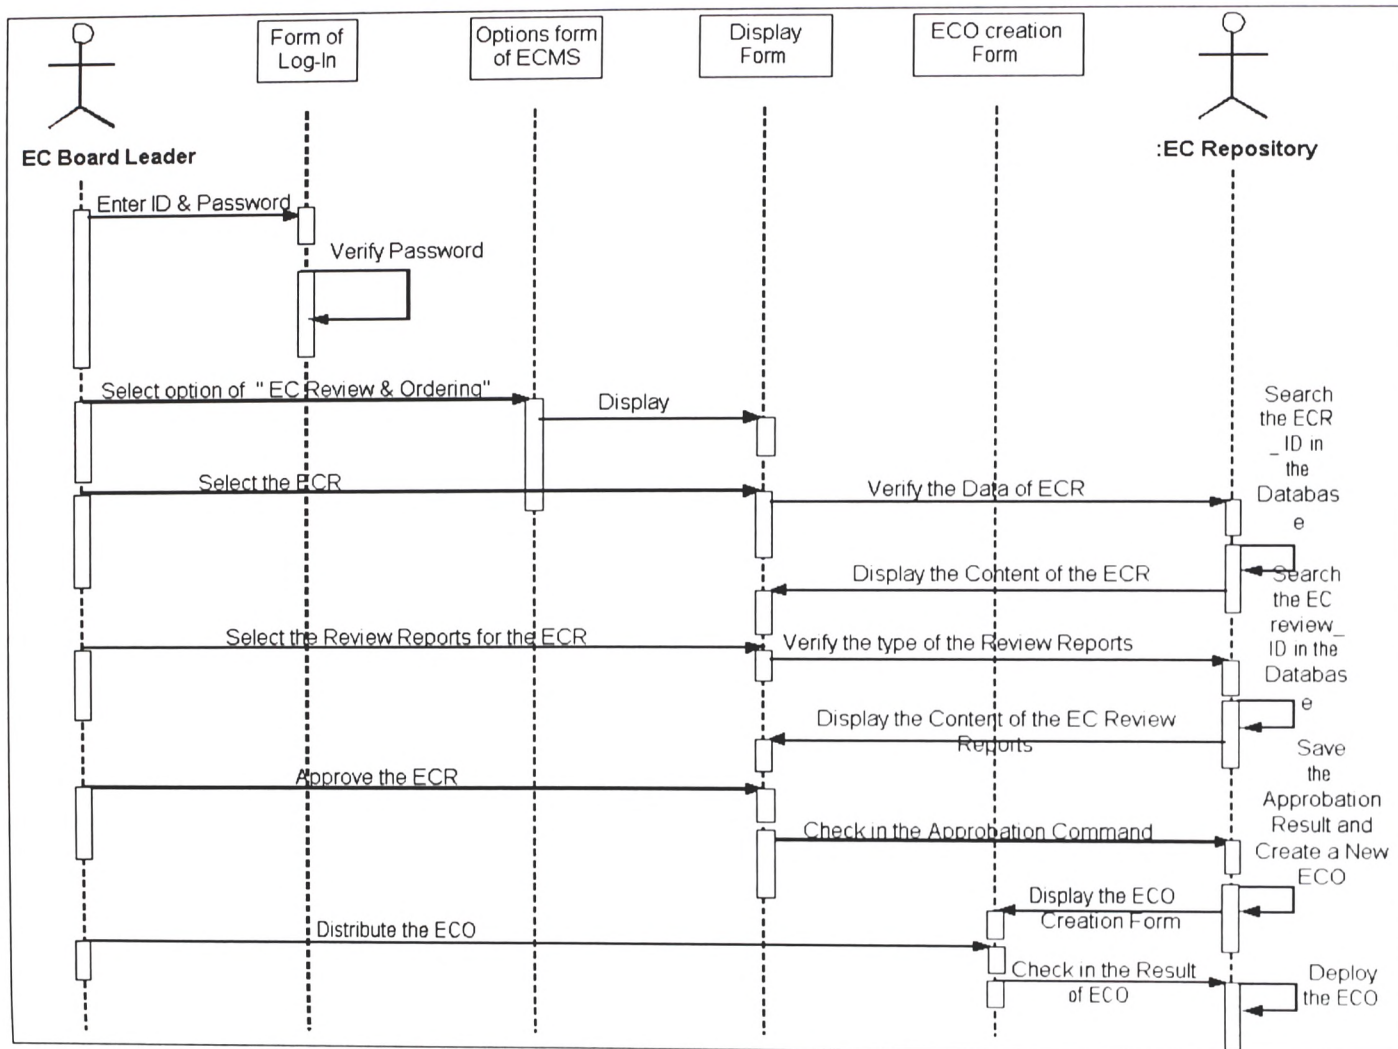 Form of
Log-In
Options form
of ECMS
Display
Form
ECO creation
Form
EC Board Leader
:EC Repository
Enter ID & Password
Verify Password
Select option of " EC Review & Ordering"
Display
Search
the ECR
_ ID in
the
Databas
e
Select the ECR
Verify the Data of ECR
Display the Content of the ECR
Search
the EC
review_
ID in the
Databas
e
Select the Review Reports for the ECR
Verify the type of the Review Reports
Display the Content of the EC Review
Reports
Save
the
Approbation
Result and
Create a New
ECO
Approve the ECR
Check in the Approbation Command
Display the ECO
Creation Form
Distribute the ECO
Check in the Result
of ECO
Deploy
the ECO